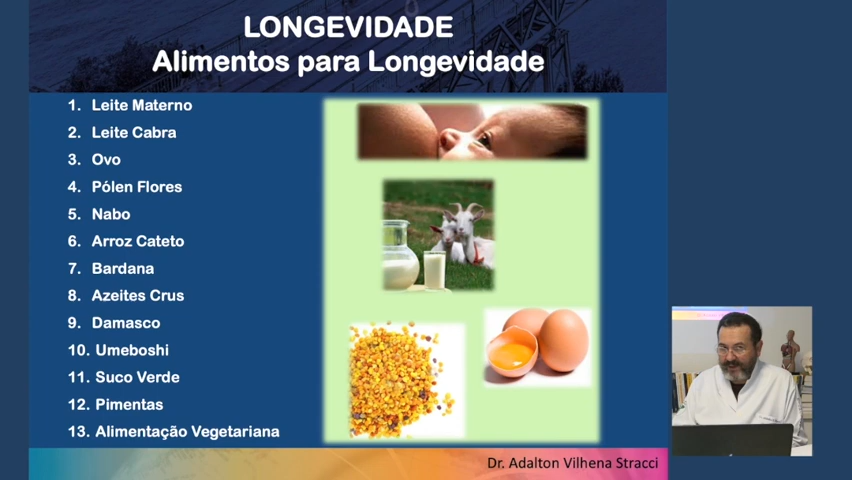 LONGEVIDADE
Alimentos para Longevidade
1. Leite Materno
2. Leite Cabra
3. Ovo
4. Pólen Flores
5. Nabo
6. Arroz Cateto
7. Bardana
8. Azeites Crus
9. Damasco
10. Umeboshi
11. Suco Verde
12. Pimentas
13. Alimentação Vegetariana
Dr. Adalton Vilhena Stracci